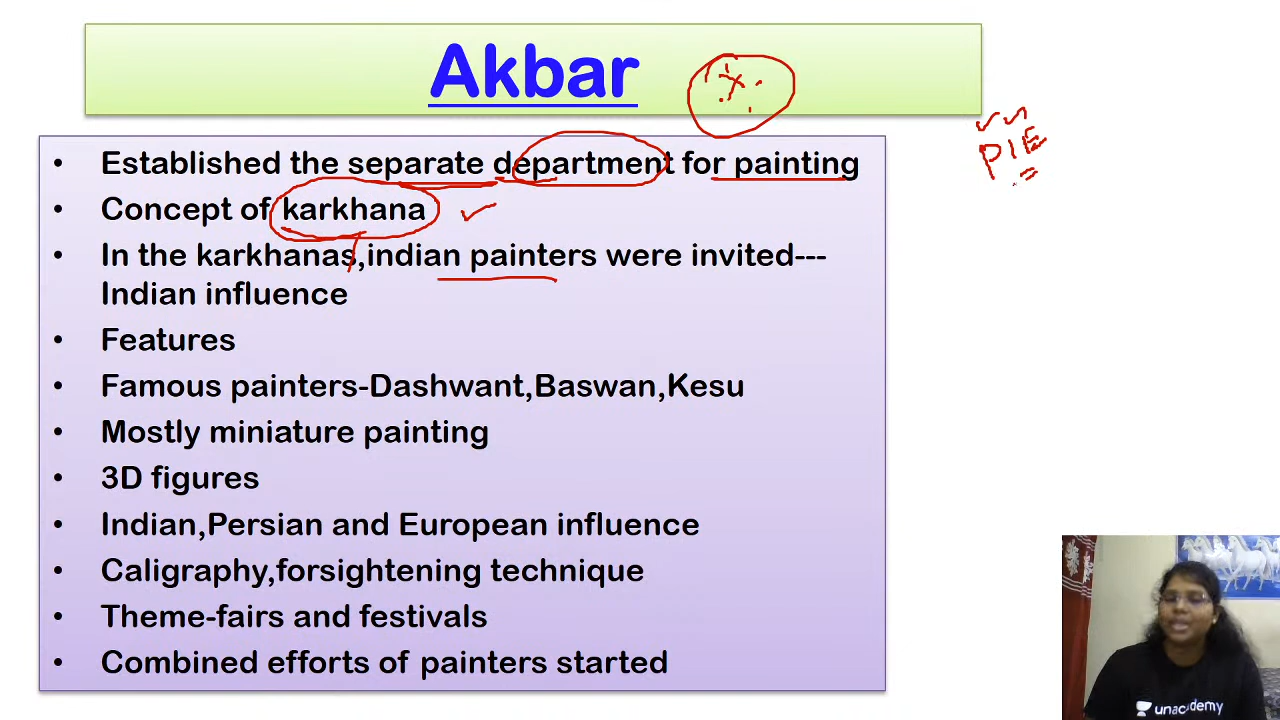 Akbar
PIE
• Established the separate department for painting
• Concept of karkhana
• In the karkhanas,indian painters were invited---
Indian influence
• Features
• Famous painters-Dashwant,Baswan,Kesu
• Mostly miniature painting
• 3D figures
• Indian,Persian and European influence
• Caligraphy,forsightening technique
• Theme-fairs and festivals
• Combined efforts of painters started
unacademy